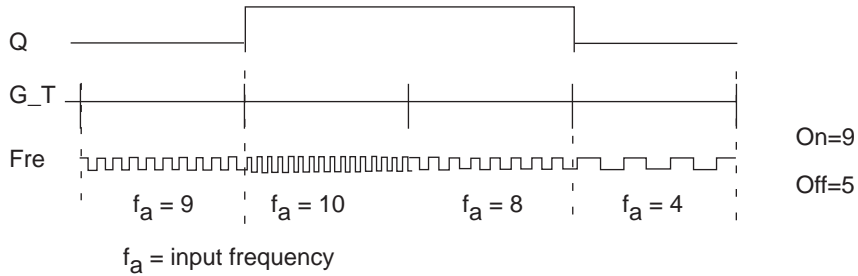 Q
G_T
Fre
On=9
Off=5
fa = 9
fa = 10
fa = 8
fa = 4
fa = input frequency